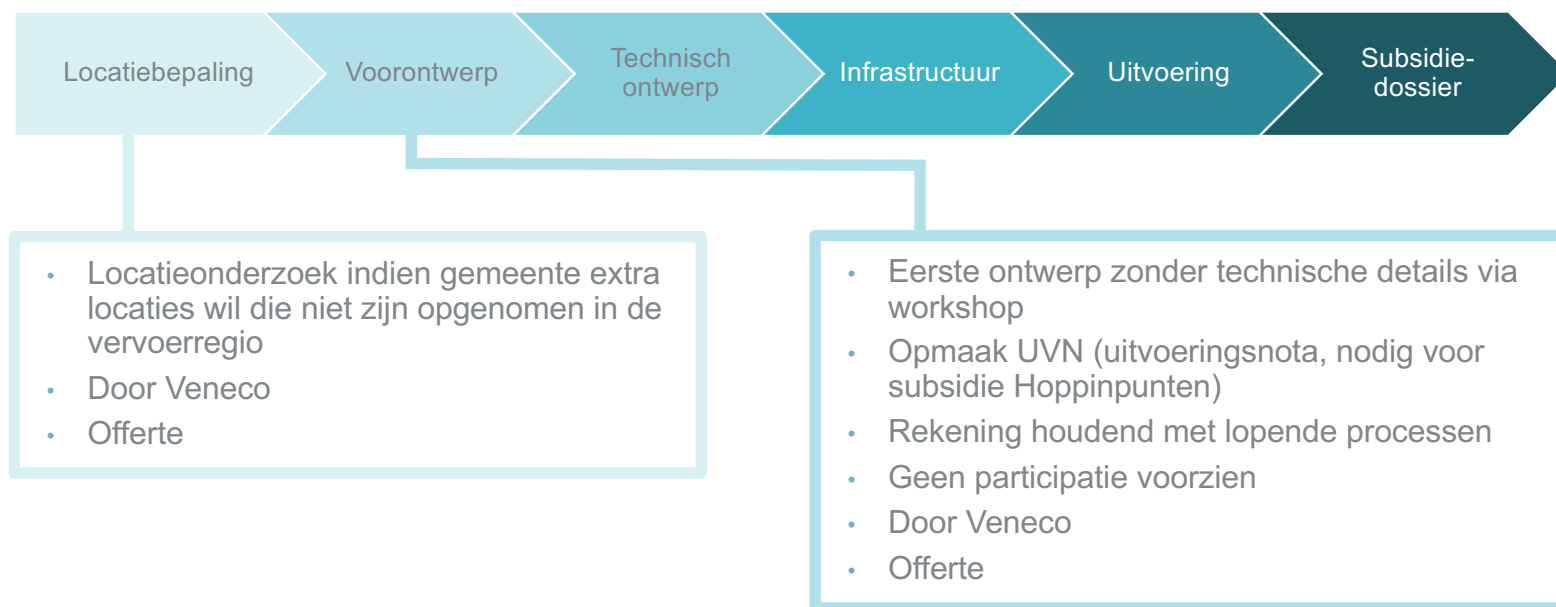 Locatiebepaling
Voorontwerp
Technisch
ontwerp
Infrastructuur
Uitvoering
Subsidie-
dossier
• Locatieonderzoek indien gemeente extra
locaties wil die niet zijn opgenomen in de
vervoerregio
• Door Veneco
• Offerte
• Eerste ontwerp zonder technische details via
workshop
• Opmaak UVN (uitvoeringsnota, nodig voor
subsidie Hoppinpunten)
• Rekening houdend met lopende processen
• Geen participatie voorzien
• Door Veneco
• Offerte